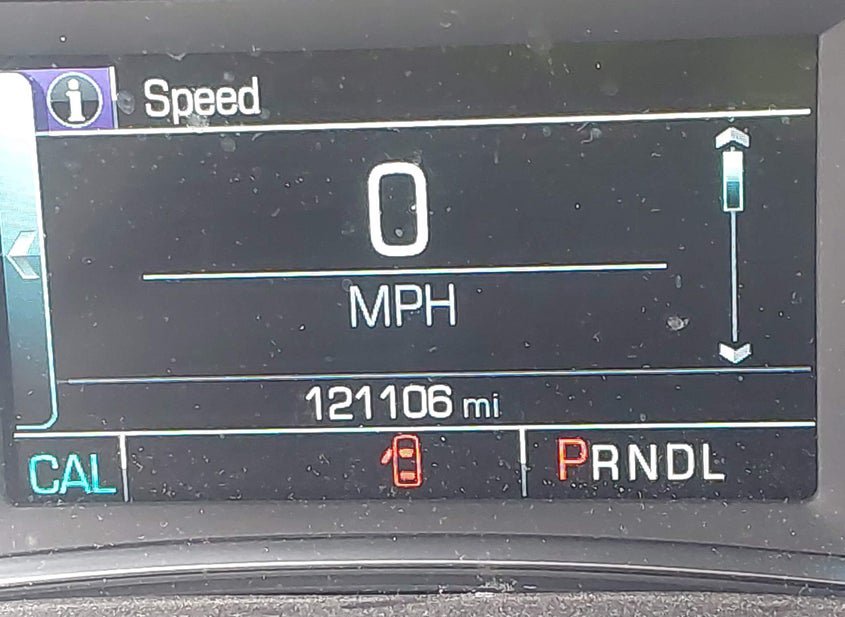 i Speed
0
MPH
121106 mi
CAL PRNDL